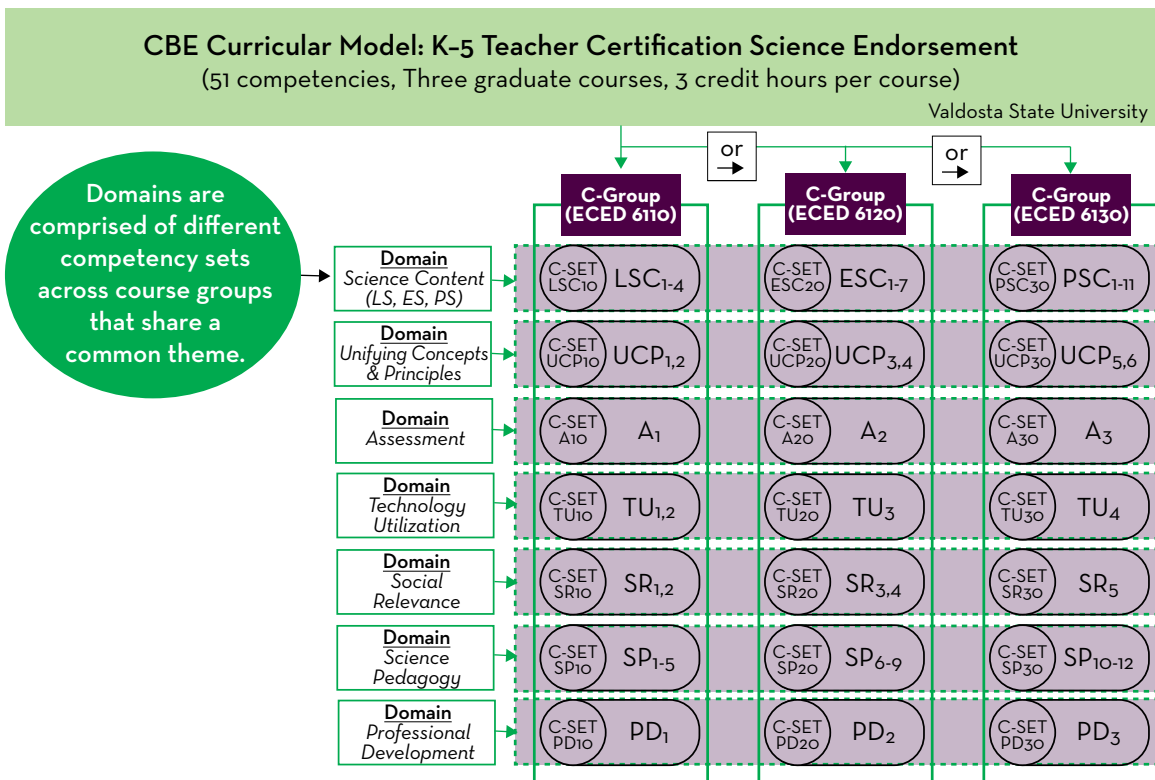 CBE Curricular Model: K–5 Teacher Certification Science Endorsement
(51 competencies, Three graduate courses, 3 credit hours per course)
Valdosta State University
or
or
Domains are
comprised of different
competency sets
across course groups
that share a
common theme.
C-Group
(ECED 6110)
C-Group
(ECED 6120)
C-Group
(ECED 6130)
Domain
Science Content
(LS, ES, PS)
C-SET
LSC10
LSC1-4
C-SET
ESC20
ESC1-7
C-SET
PSC30
PSC1-11
Domain
Unifying Concepts
& Principles
C-SET
UCP10
UCP1,2
C-SET
UCP20
UCP3,4
C-SET
UCP30
UCP5,6
Domain
Assessment
C-SET
A10
A1
C-SET
A20
A2
C-SET
A30
A3
Domain
Technology
Utilization
C-SET
TU10
TU1,2
C-SET
TU20
TU3
C-SET
TU30
TU4
Domain
Social
Relevance
C-SET
SR10
SR1,2
C-SET
SR20
SR3,4
C-SET
SR30
SR5
Domain
Science
Pedagogy
C-SET
SP10
SP1-5
C-SET
SP20
SP6-9
C-SET
SP30
SP10-12
Domain
Professional
Development
C-SET
PD10
PD1
C-SET
PD20
PD2
C-SET
PD30
PD3